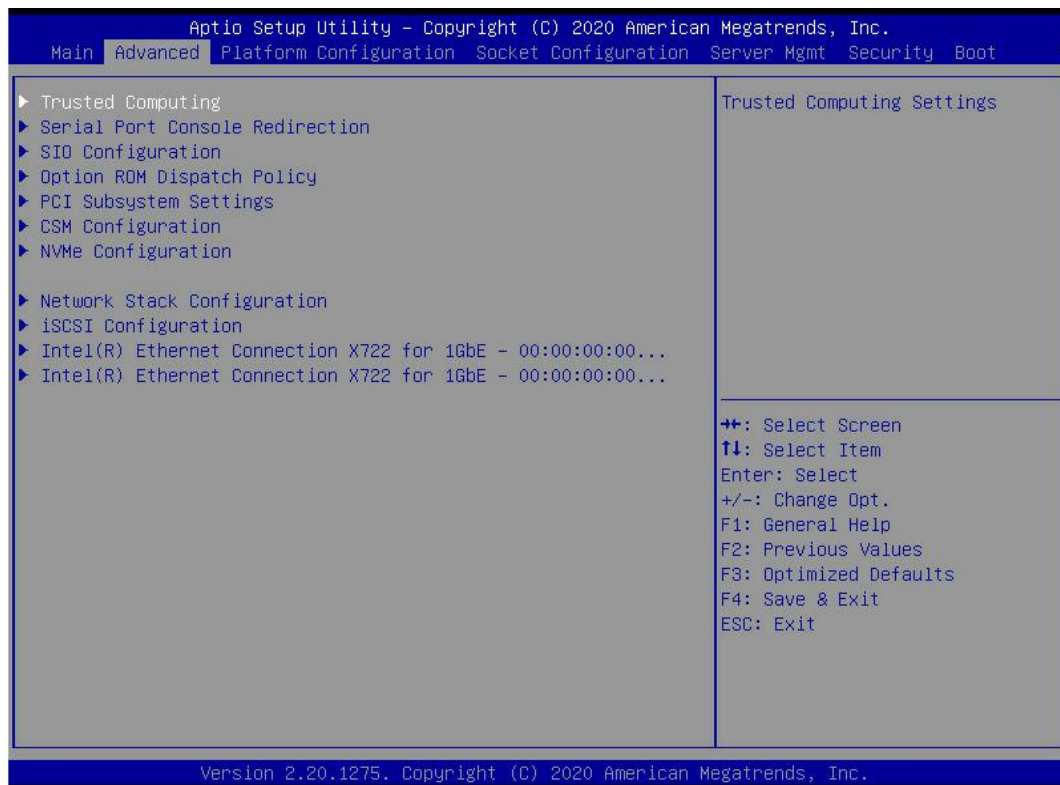 Aptio Setup Utility – Copyright (C) 2020 American Megatrends, Inc.
Main Advanced Platform Configuration Socket Configuration Server Mgmt Security Boot
▶ Trusted Computing
▶ Serial Port Console Redirection
▶ SIO Configuration
▶ Option ROM Dispatch Policy
▶ PCI Subsystem Settings
▶ CSM Configuration
▶ NVMe Configuration
▶ Network Stack Configuration
▶ iSCSI Configuration
▶ Intel(R) Ethernet Connection X722 for 1GbE – 00:00:00:00...
▶ Intel(R) Ethernet Connection X722 for 1GbE – 00:00:00:00...
Trusted Computing Settings
→←: Select Screen
↑↓: Select Item
Enter: Select
+/-: Change Opt.
F1: General Help
F2: Previous Values
F3: Optimized Defaults
F4: Save & Exit
ESC: Exit
Version 2.20.1275. Copyright (C) 2020 American Megatrends, Inc.